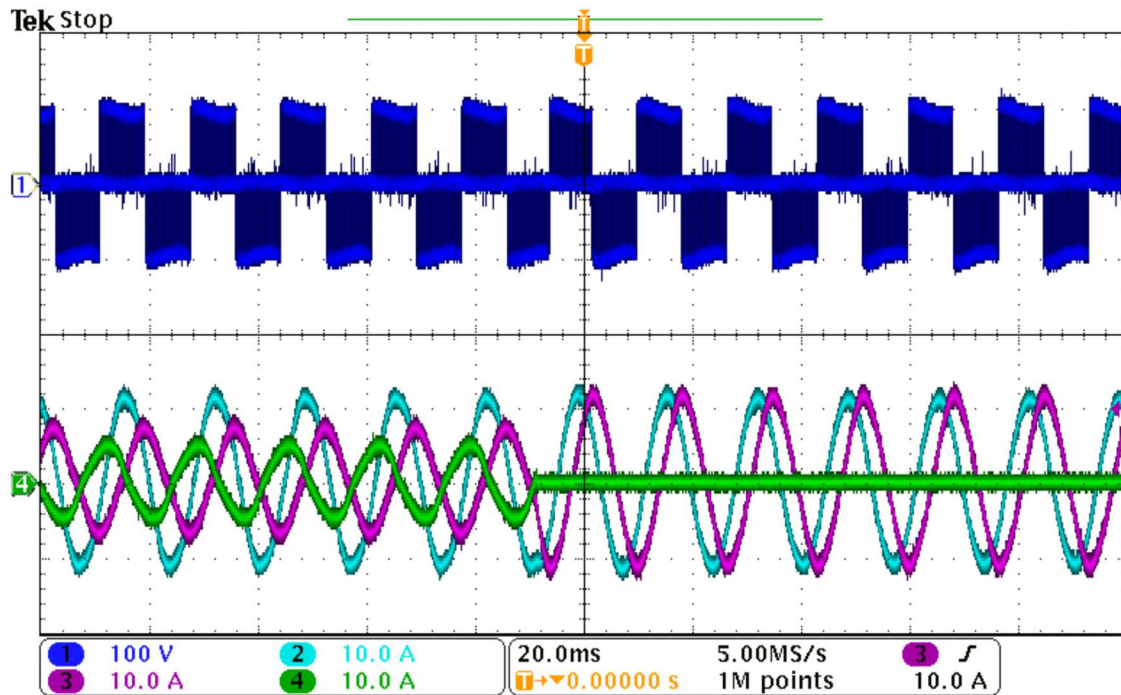 Tek Stop
T
T
1
4
1 100 V 2 10.0 A
3 10.0 A 4 10.0 A
20.0ms 5.00MS/s 3
T→▼0.00000 s 1M points 10.0 A